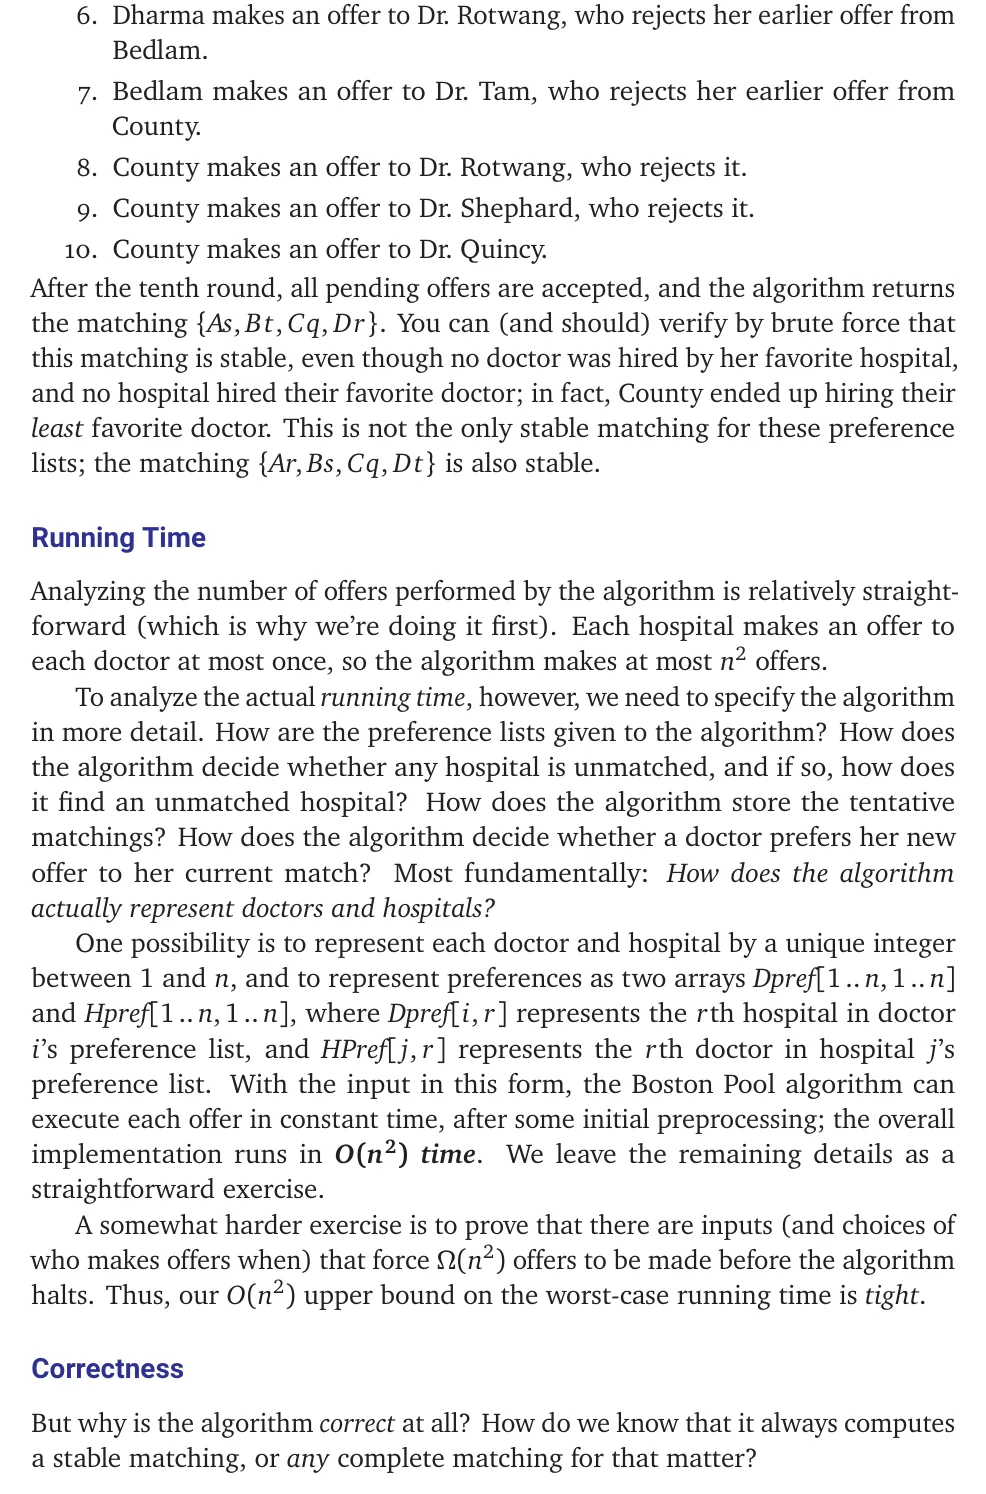 6. Dharma makes an offer to Dr. Rotwang, who rejects her earlier offer from
Bedlam.
7. Bedlam makes an offer to Dr. Tam, who rejects her earlier offer from
County.
8. County makes an offer to Dr. Rotwang, who rejects it.
9. County makes an offer to Dr. Shephard, who rejects it.
10. County makes an offer to Dr. Quincy.
After the tenth round, all pending offers are accepted, and the algorithm returns
the matching {As, Bt, Cq, Dr}. You can (and should) verify by brute force that
this matching is stable, even though no doctor was hired by her favorite hospital,
and no hospital hired their favorite doctor; in fact, County ended up hiring their
least favorite doctor. This is not the only stable matching for these preference
lists; the matching {Ar, Bs, Cq, Dt} is also stable.
Running Time
Analyzing the number of offers performed by the algorithm is relatively straight-
forward (which is why we're doing it first). Each hospital makes an offer to
each doctor at most once, so the algorithm makes at most n² offers.
To analyze the actual running time, however, we need to specify the algorithm
in more detail. How are the preference lists given to the algorithm? How does
the algorithm decide whether any hospital is unmatched, and if so, how does
it find an unmatched hospital? How does the algorithm store the tentative
matchings? How does the algorithm decide whether a doctor prefers her new
offer to her current match? Most fundamentally: How does the algorithm
actually represent doctors and hospitals?
One possibility is to represent each doctor and hospital by a unique integer
between 1 and n, and to represent preferences as two arrays Dpref[1..n, 1..n]
and Hpref[1..n, 1..n], where Dpref[i, r] represents the rth hospital in doctor
i's preference list, and HPref[j, r] represents the rth doctor in hospital j's
preference list. With the input in this form, the Boston Pool algorithm can
execute each offer in constant time, after some initial preprocessing; the overall
implementation runs in O(n²) time. We leave the remaining details as a
straightforward exercise.
A somewhat harder exercise is to prove that there are inputs (and choices of
who makes offers when) that force Ω(n²) offers to be made before the algorithm
halts. Thus, our O(n²) upper bound on the worst-case running time is tight.
Correctness
But why is the algorithm correct at all? How do we know that it always computes
a stable matching, or any complete matching for that matter?